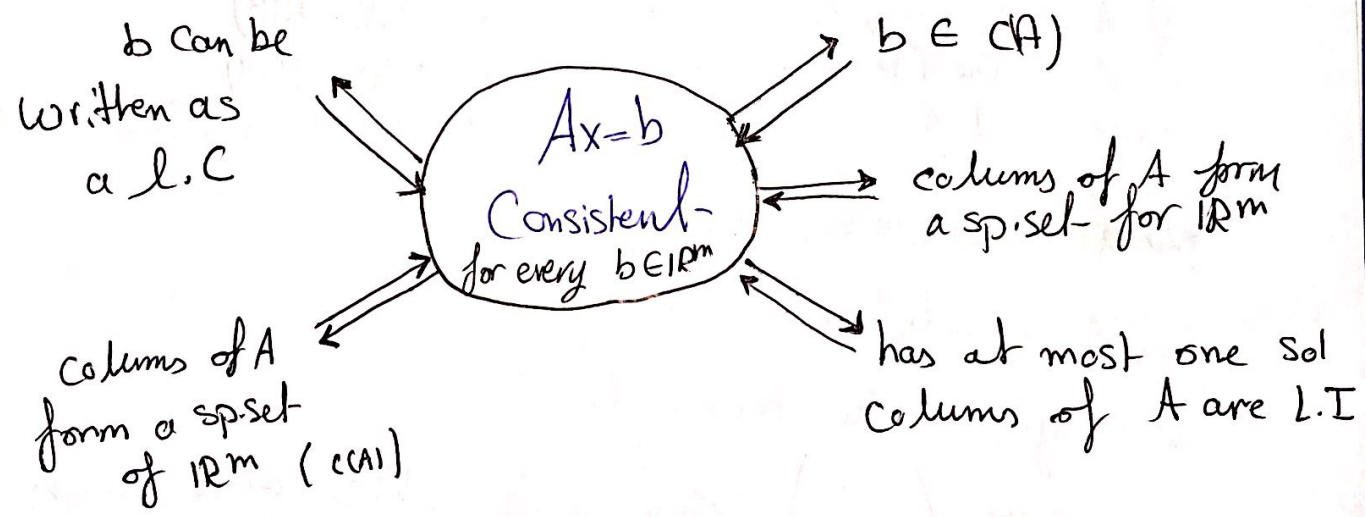 b can be
written as
a l.C
Ax=b
Consistent
for every b∈ℝᵐ
b ∈ C(A)
colums of A form
a sp.set for ℝᵐ
has at most one sol
colums of A are L.I
colums of A
form a sp.set
of ℝᵐ (C(A))